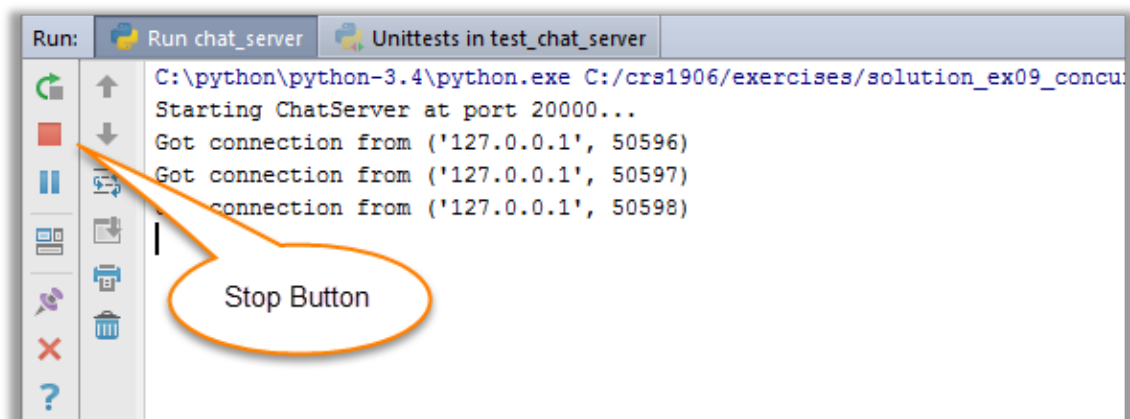 Run: Run chat_server Unittests in test_chat_server
C:\python\python-3.4\python.exe C:/crs1906/exercises/solution_ex09_concu
Starting ChatServer at port 20000...
Got connection from ('127.0.0.1', 50596)
Got connection from ('127.0.0.1', 50597)
connection from ('127.0.0.1', 50598)
Stop Button
?